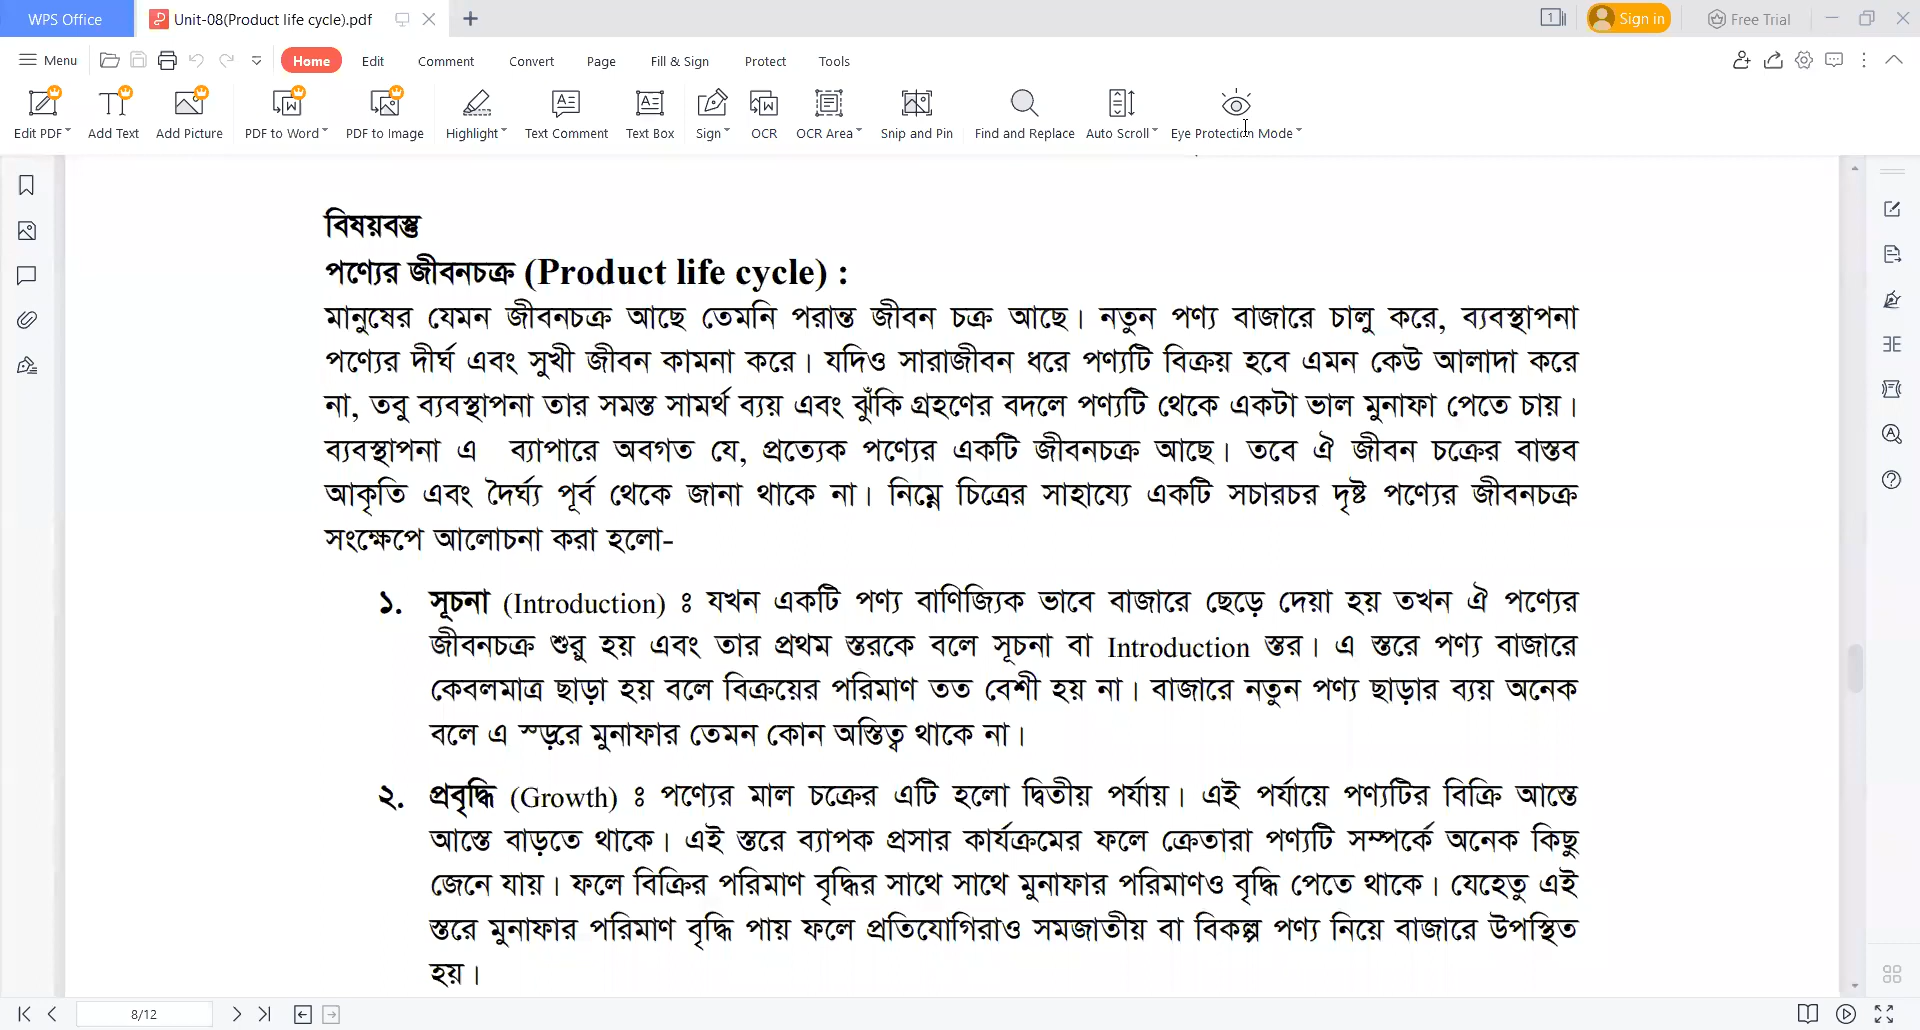 WPS Office
Unit-08(Product life cycle).pdf
1
Sign in
Free Trial
Menu
Home
Edit
Comment
Convert
Page
Fill & Sign
Protect
Tools
Edit PDF
Add Text
Add Picture
PDF to Word
PDF to Image
Highlight
Text Comment
Text Box
Sign
OCR
OCR Area
Snip and Pin
Find and Replace
Auto Scroll
Eye Protection Mode
বিষয়বস্তু
পণ্যের জীবনচক্র (Product life cycle) :
মানুষের যেমন জীবনচক্র আছে তেমনি পরান্ত জীবন চক্র আছে। নতুন পণ্য বাজারে চালু করে, ব্যবস্থাপনা
পণ্যের দীর্ঘ এবং সুখী জীবন কামনা করে। যদিও সারাজীবন ধরে পণ্যটি বিক্রয় হবে এমন কেউ আলাদা করে
না, তবু ব্যবস্থাপনা তার সমস্ত সামর্থ ব্যয় এবং ঝুঁকি গ্রহণের বদলে পণ্যটি থেকে একটা ভাল মুনাফা পেতে চায়।
ব্যবস্থাপনা এ ব্যাপারে অবগত যে, প্রত্যেক পণ্যের একটি জীবনচক্র আছে। তবে ঐ জীবন চক্রের বাস্তব
আকৃতি এবং দৈর্ঘ্য পূর্ব থেকে জানা থাকে না। নিম্নে চিত্রের সাহায্যে একটি সচারচর দৃষ্ট পণ্যের জীবনচক্র
সংক্ষেপে আলোচনা করা হলো-
১. সূচনা (Introduction) ঃ যখন একটি পণ্য বাণিজ্যিক ভাবে বাজারে ছেড়ে দেয়া হয় তখন ঐ পণ্যের
জীবনচক্র শুরু হয় এবং তার প্রথম স্তরকে বলে সূচনা বা Introduction স্তর। এ স্তরে পণ্য বাজারে
কেবলমাত্র ছাড়া হয় বলে বিক্রয়ের পরিমাণ তত বেশী হয় না। বাজারে নতুন পণ্য ছাড়ার ব্যয় অনেক
বলে এ স্ড়রে মুনাফার তেমন কোন অস্তিত্ব থাকে না।
২. প্রবৃদ্ধি (Growth) ঃ পণ্যের মাল চক্রের এটি হলো দ্বিতীয় পর্যায়। এই পর্যায়ে পণ্যটির বিক্রি আস্তে
আস্তে বাড়তে থাকে। এই স্তরে ব্যাপক প্রসার কার্যক্রমের ফলে ক্রেতারা পণ্যটি সম্পর্কে অনেক কিছু
জেনে যায়। ফলে বিক্রির পরিমাণ বৃদ্ধির সাথে সাথে মুনাফার পরিমাণও বৃদ্ধি পেতে থাকে। যেহেতু এই
স্তরে মুনাফার পরিমাণ বৃদ্ধি পায় ফলে প্রতিযোগিরাও সমজাতীয় বা বিকল্প পণ্য নিয়ে বাজারে উপস্থিত
হয়।
8/12